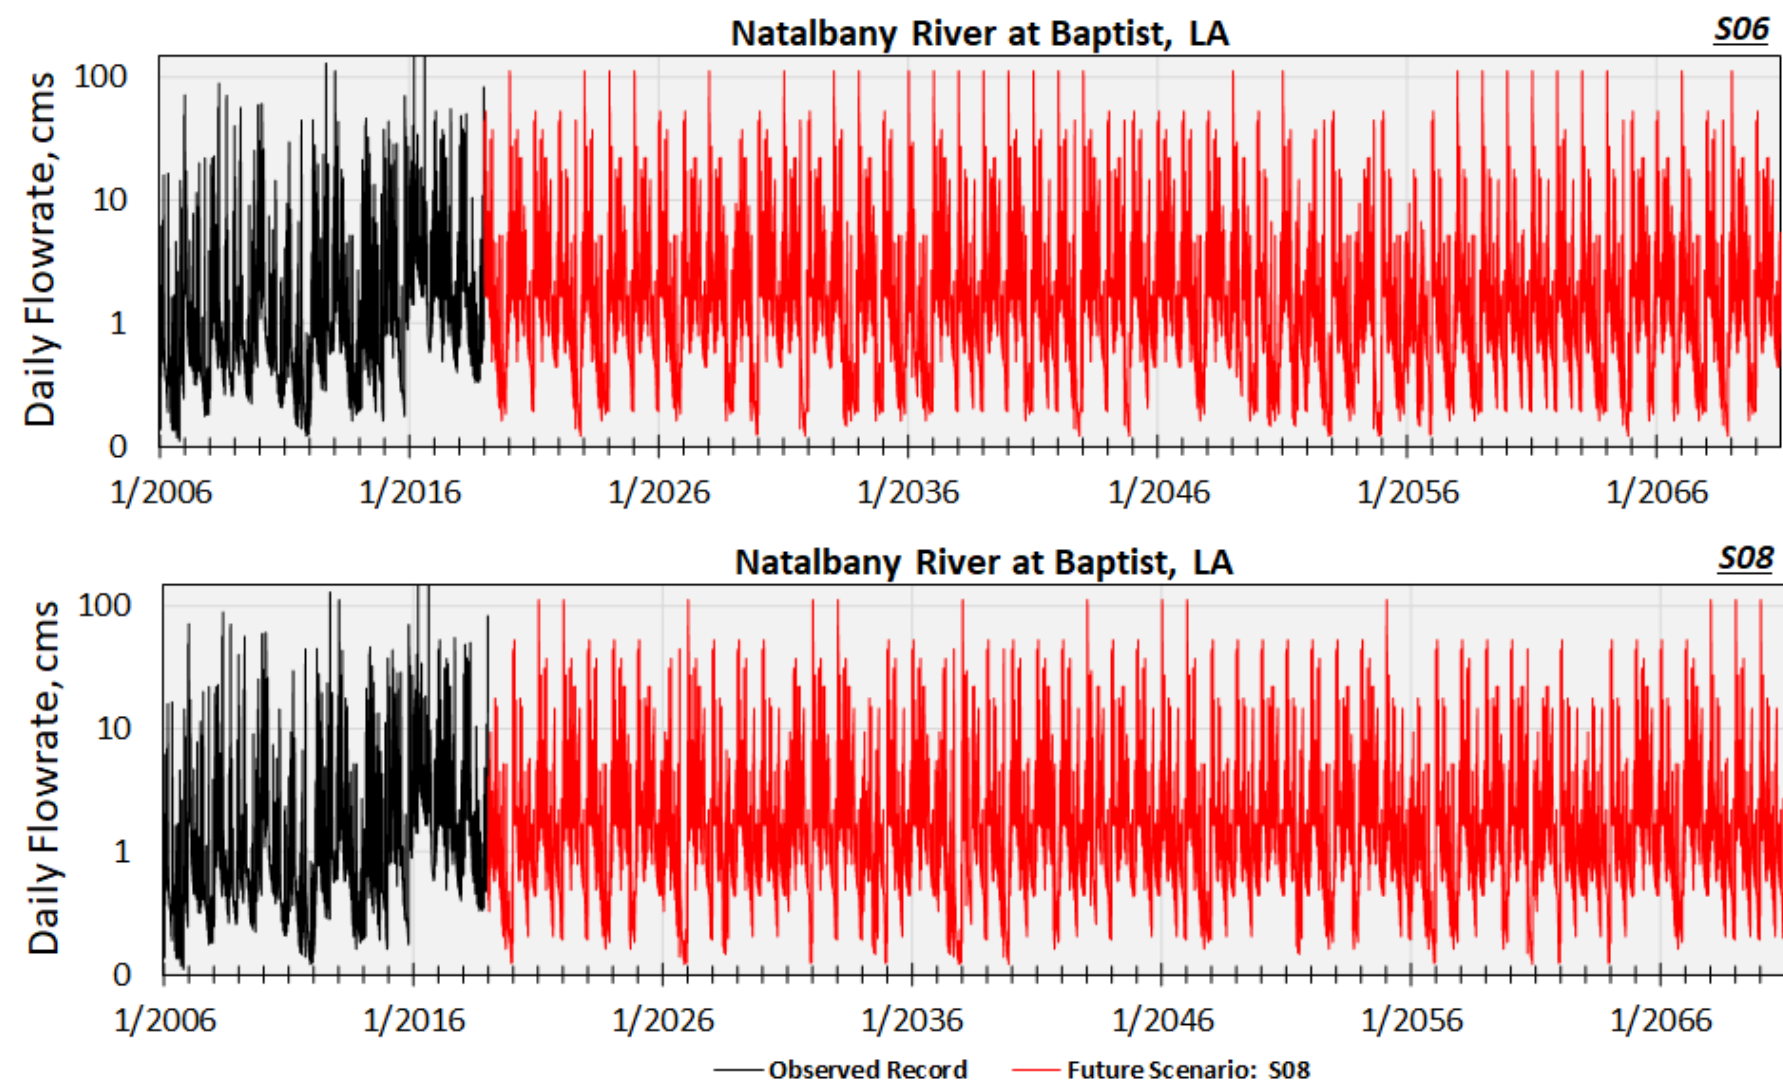 Natalbany River at Baptist, LA
S06
Daily Flowrate, cms
100
10
1
0
1/2006 1/2016 1/2026 1/2036 1/2046 1/2056 1/2066
Natalbany River at Baptist, LA
S08
Daily Flowrate, cms
100
10
1
0
1/2006 1/2016 1/2026 1/2036 1/2046 1/2056 1/2066
Observed Record Future Scenario: S08